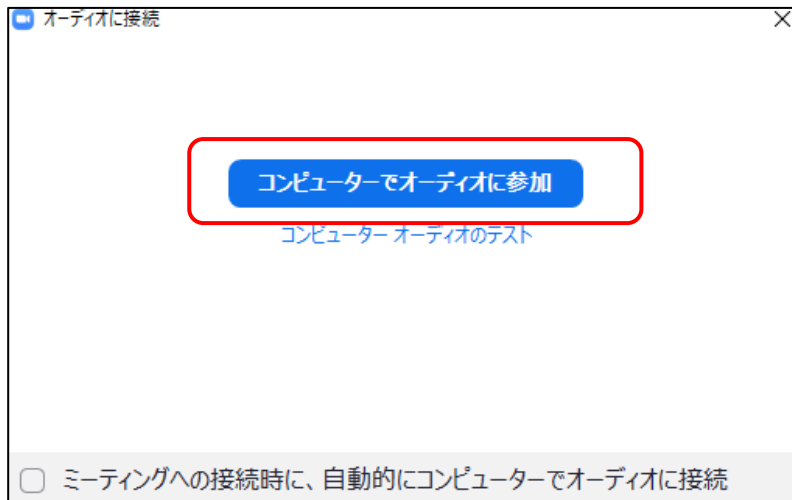 オーディオに接続
コンピューターでオーディオに参加
コンピューター オーディオのテスト
ミーティングへの接続時に、自動的にコンピューターでオーディオに接続